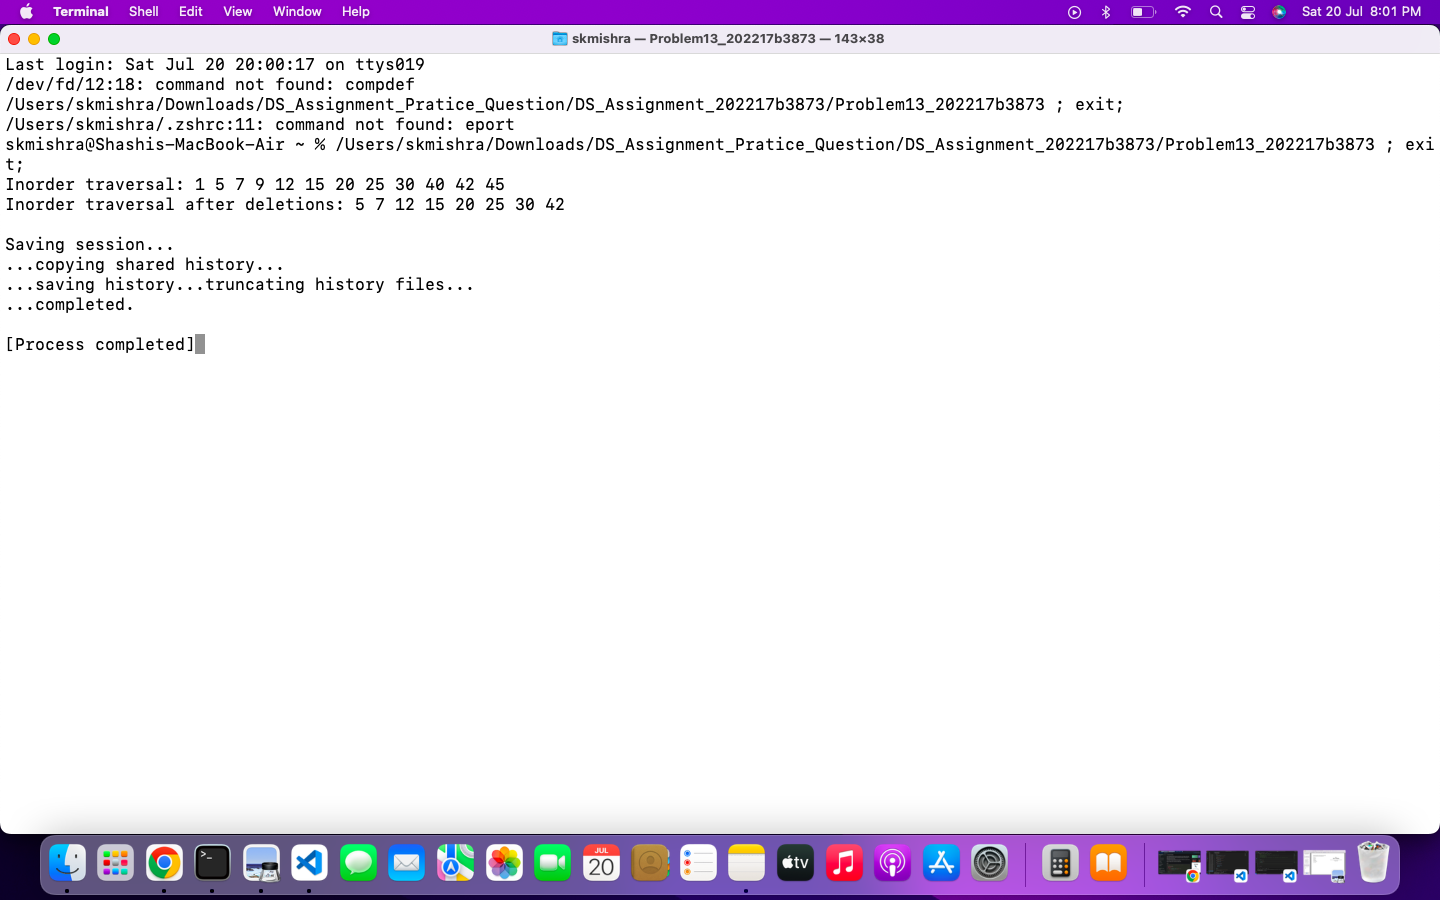 Terminal Shell Edit View Window Help Sat 20 Jul 8:01 PM
skmishra — Problem13_202217b3873 — 143×38
Last login: Sat Jul 20 20:00:17 on ttys019
/dev/fd/12:18: command not found: compdef
/Users/skmishra/Downloads/DS_Assignment_Pratice_Question/DS_Assignment_202217b3873/Problem13_202217b3873 ; exit;
/Users/skmishra/.zshrc:11: command not found: eport
skmishra@Shashis-MacBook-Air ~ % /Users/skmishra/Downloads/DS_Assignment_Pratice_Question/DS_Assignment_202217b3873/Problem13_202217b3873 ; exi
t;
Inorder traversal: 1 5 7 9 12 15 20 25 30 40 42 45
Inorder traversal after deletions: 5 7 12 15 20 25 30 42
Saving session...
...copying shared history...
...saving history...truncating history files...
...completed.
[Process completed]
JUL
20
tv